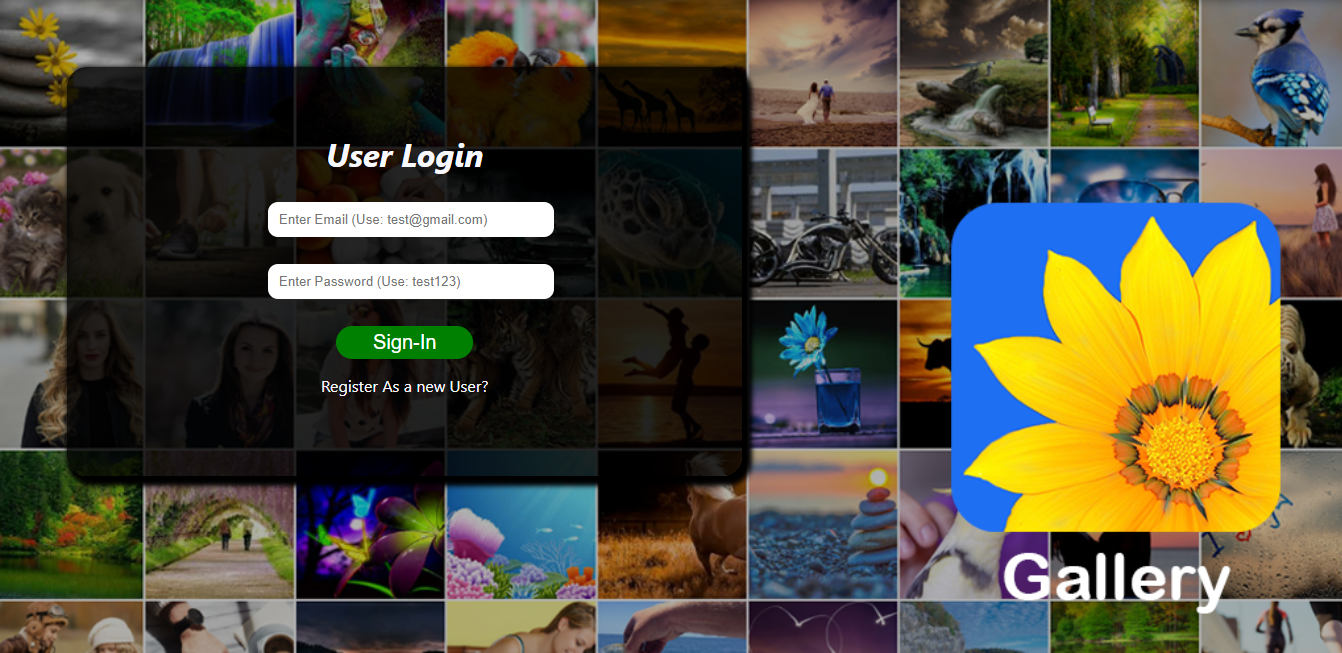 User Login
Enter Email (Use: test@gmail.com)
Enter Password (Use: test123)
Sign-In
Register As a new User?
Gallery